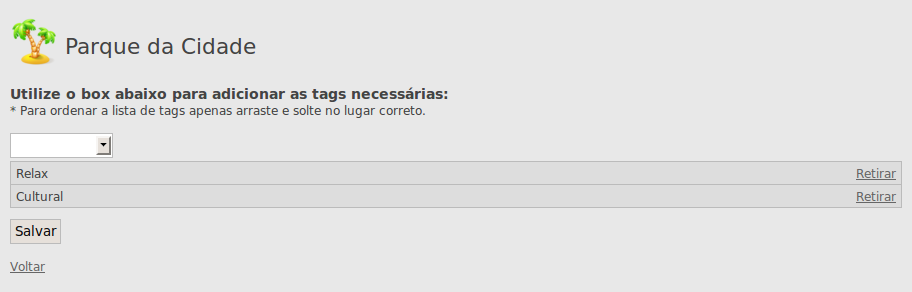 Parque da Cidade
Utilize o box abaixo para adicionar as tags necessárias:
* Para ordenar a lista de tags apenas arraste e solte no lugar correto.
Relax Retirar
Cultural Retirar
Salvar
Voltar